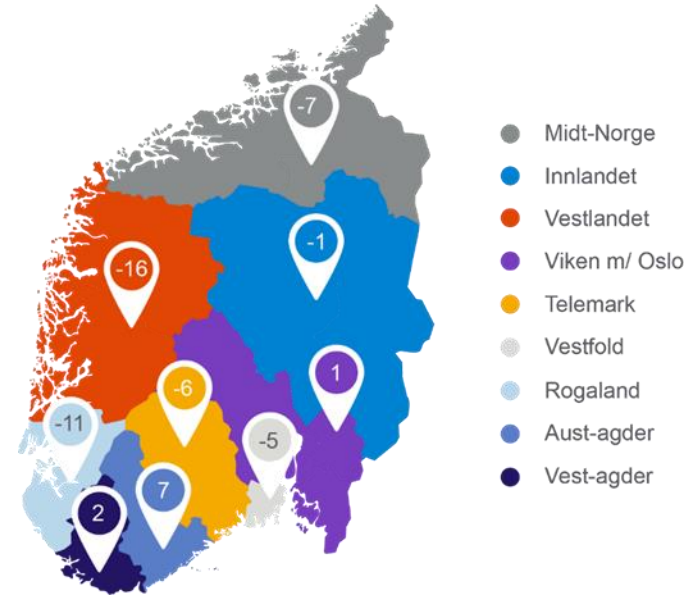 -7
-1
-16
1
-6
-11
-5
7
2
Midt-Norge
Innlandet
Vestlandet
Viken m/ Oslo
Telemark
Vestfold
Rogaland
Aust-agder
Vest-agder